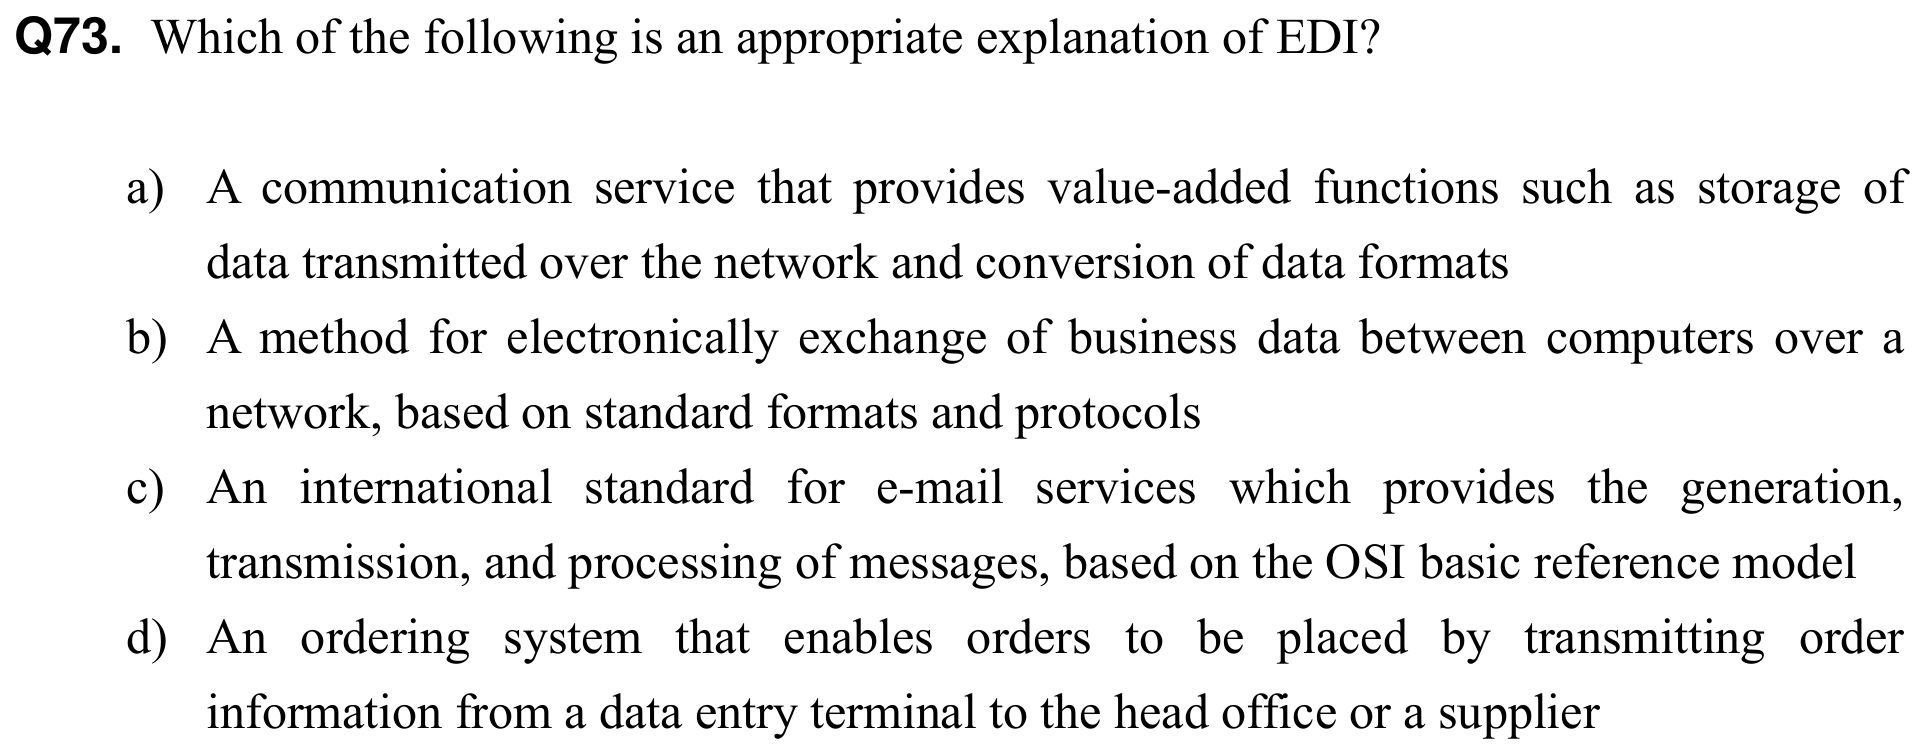 Q73. Which of the following is an appropriate explanation of EDI?
a) A communication service that provides value-added functions such as storage of
data transmitted over the network and conversion of data formats
b) A method for electronically exchange of business data between computers over a
network, based on standard formats and protocols
c) An international standard for e-mail services which provides the generation,
transmission, and processing of messages, based on the OSI basic reference model
d) An ordering system that enables orders to be placed by transmitting order
information from a data entry terminal to the head office or a supplier